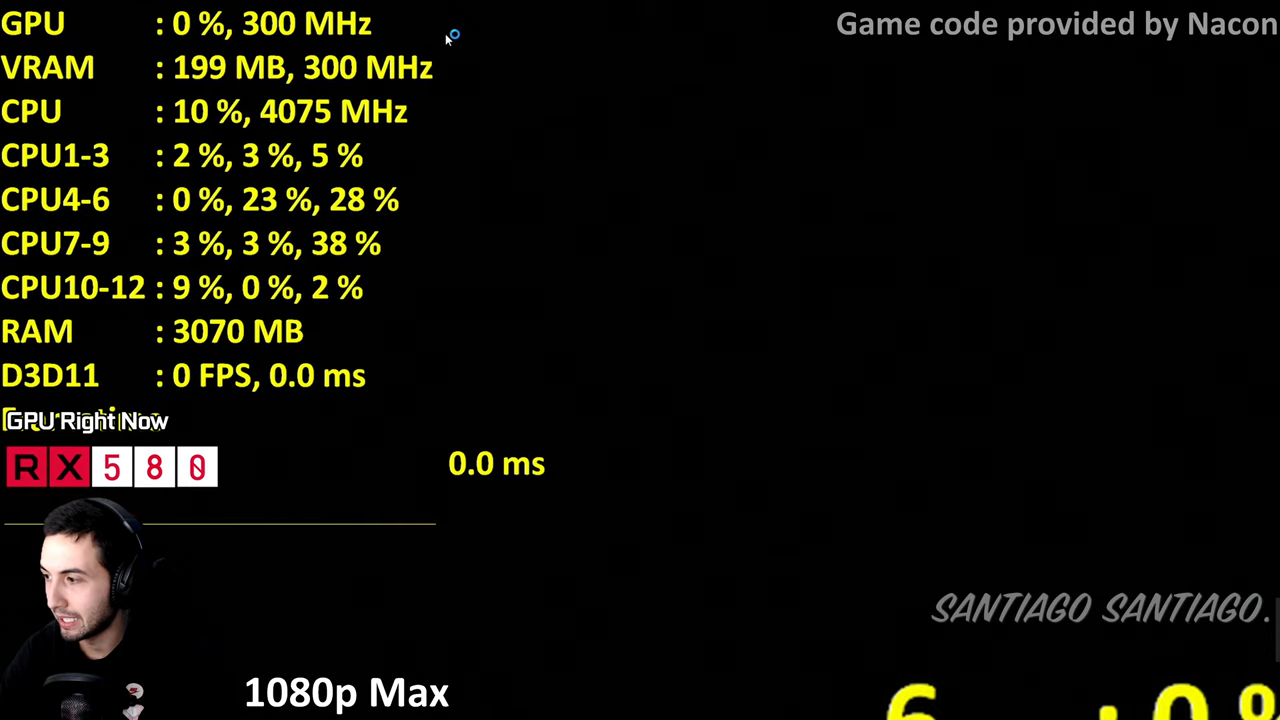 GPU : 0 %, 300 MHz
Game code provided by Nacon
VRAM : 199 MB, 300 MHz
CPU : 10 %, 4075 MHz
CPU1-3 : 2 %, 3 %, 5 %
CPU4-6 : 0 %, 23 %, 28 %
CPU7-9 : 3 %, 3 %, 38 %
CPU10-12 : 9 %, 0 %, 2 %
RAM : 3070 MB
D3D11 : 0 FPS, 0.0 ms
GPU Right Now
RX580
0.0 ms
SANTIAGO SANTIAGO.
1080p Max